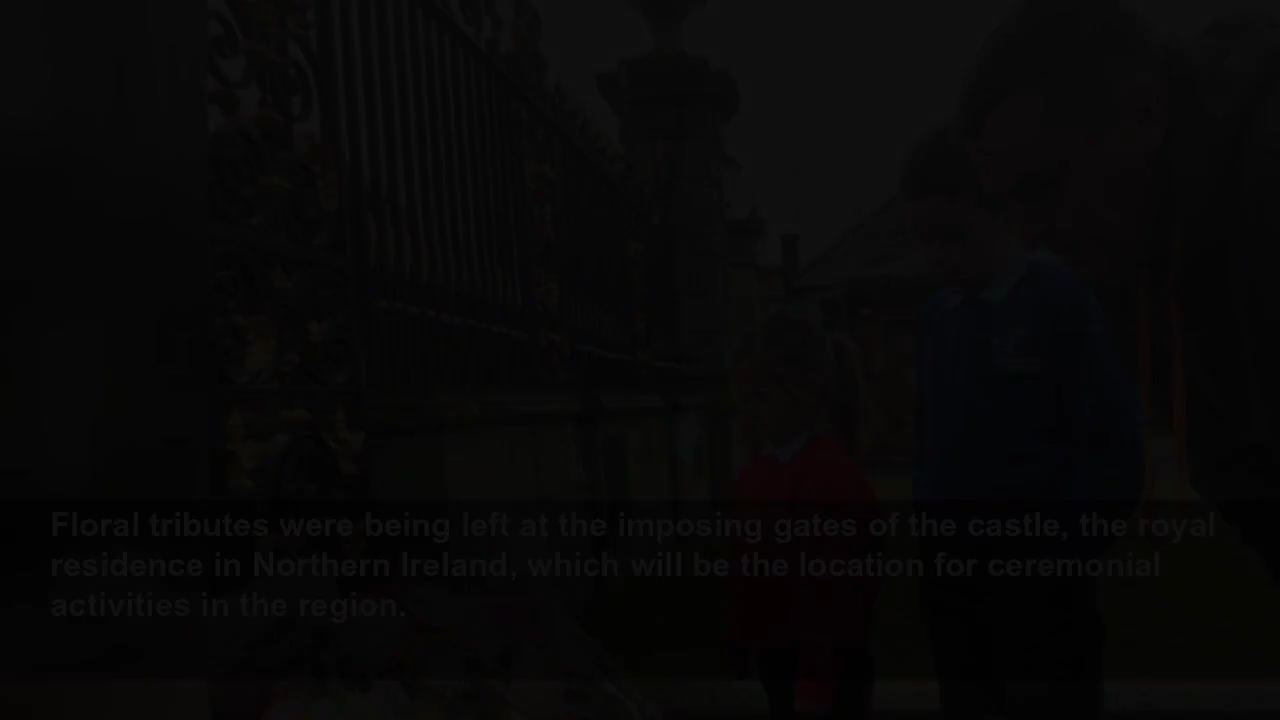 Floral tributes were being left at the imposing gates of the castle, the royal
residence in Northern Ireland, which will be the location for ceremonial
activities in the region.